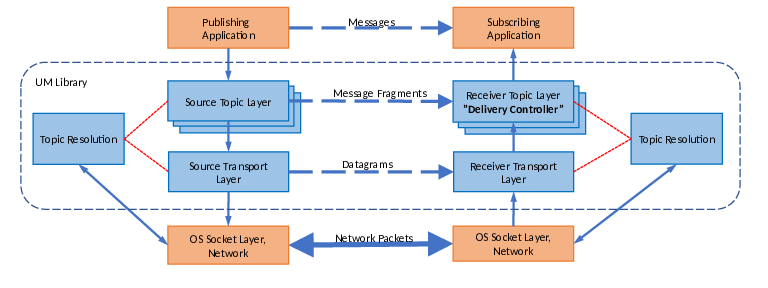 Publishing
Application
Messages
Subscribing
Application
UM Library
Source Topic Layer
Message Fragments
Receiver Topic Layer
"Delivery Controller"
Topic Resolution
Topic Resolution
Source Transport
Layer
Datagrams
Receiver Transport
Layer
OS Socket Layer,
Network
Network Packets
OS Socket Layer,
Network